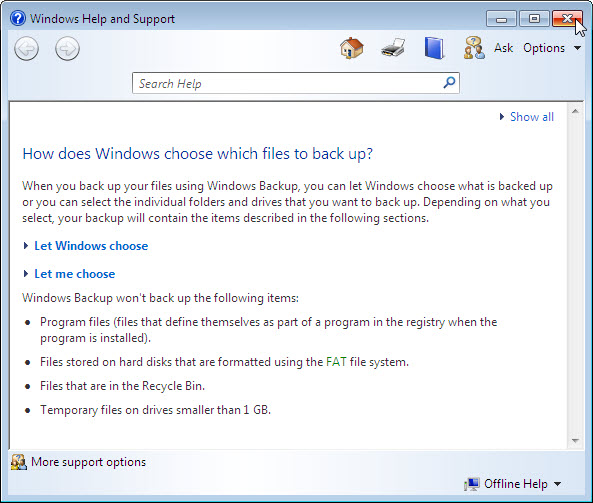 Windows Help and Support
Ask Options
Search Help
Show all
How does Windows choose which files to back up?
When you back up your files using Windows Backup, you can let Windows choose what is backed up
or you can select the individual folders and drives that you want to back up. Depending on what you
select, your backup will contain the items described in the following sections.
Let Windows choose
Let me choose
Windows Backup won't back up the following items:
• Program files (files that define themselves as part of a program in the registry when the
program is installed).
• Files stored on hard disks that are formatted using the FAT file system.
• Files that are in the Recycle Bin.
• Temporary files on drives smaller than 1 GB.
More support options
Offline Help